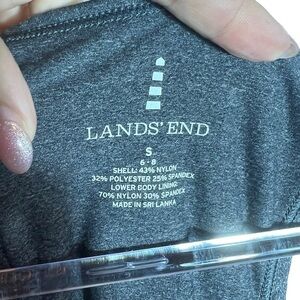 LANDS' END
S
6 - 8
SHELL: 43% NYLON
32% POLYESTER 25% SPANDEX
LOWER BODY LINING:
70% NYLON 30% SPANDEX
MADE IN SRI LANKA